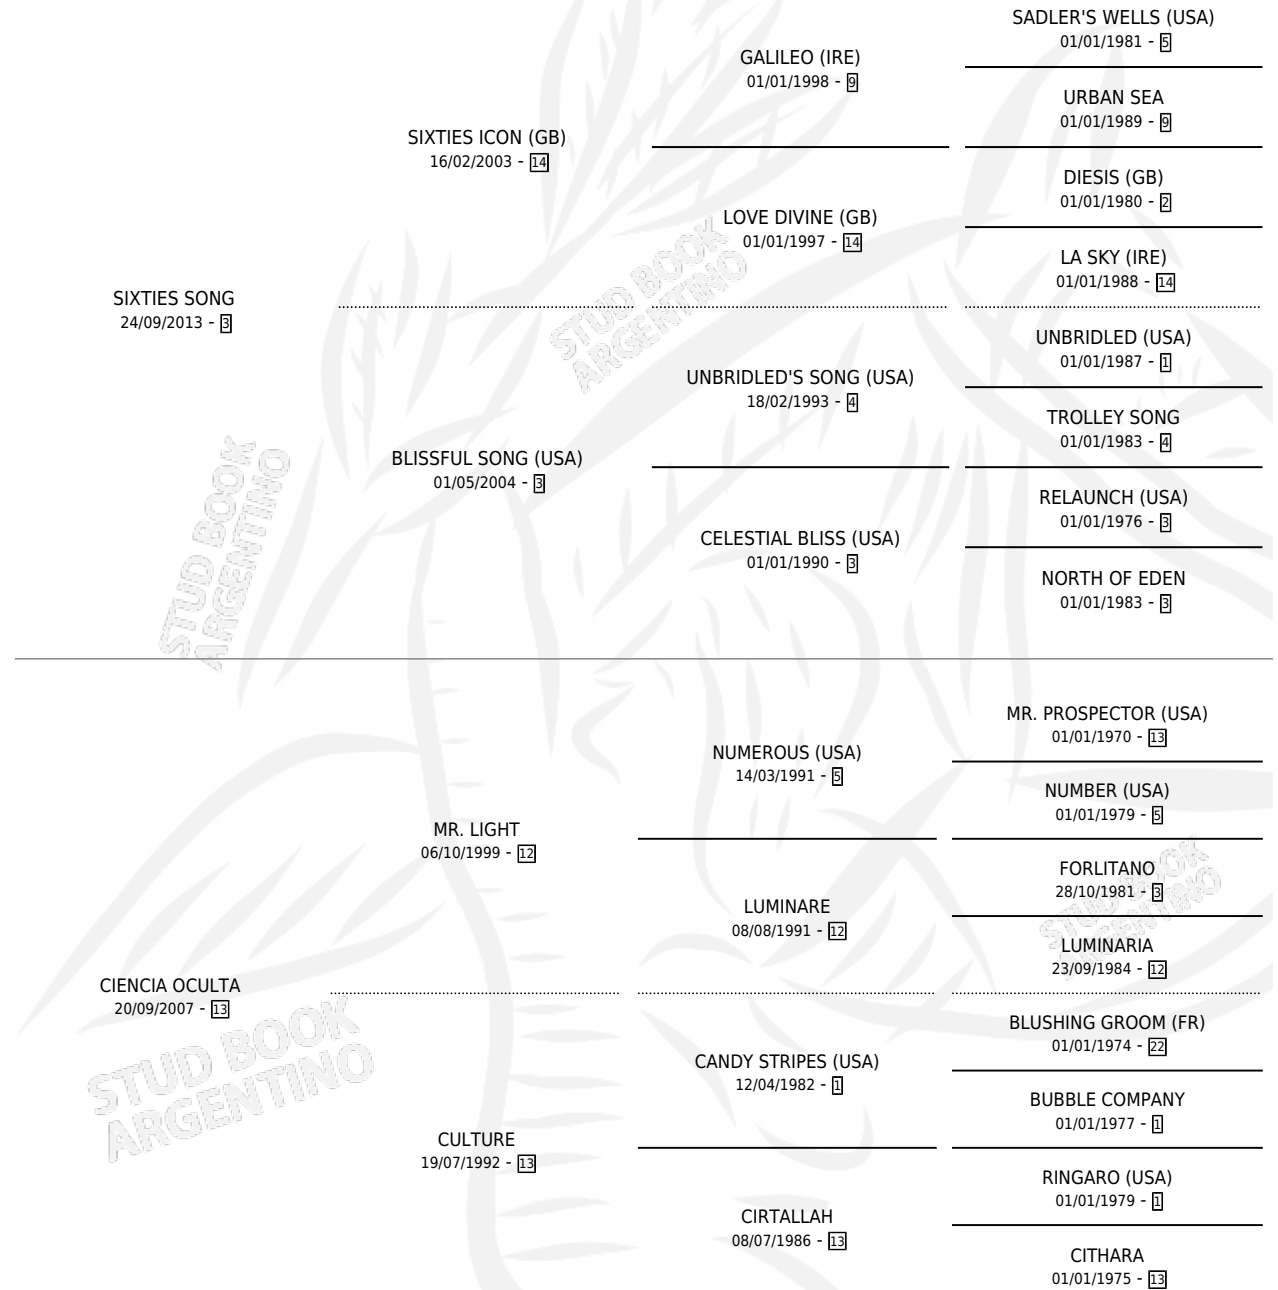 SADLER'S WELLS (USA)
01/01/1981 - 5
GALILEO (IRE)
01/01/1998 - 9
URBAN SEA
01/01/1989 - 9
SIXTIES ICON (GB)
16/02/2003 - 14
DIESIS (GB)
01/01/1980 - 2
LOVE DIVINE (GB)
01/01/1997 - 14
LA SKY (IRE)
01/01/1988 - 14
SIXTIES SONG
24/09/2013 - 3
STUD BOOK
ARGENTINO
UNBRIDLED (USA)
01/01/1987 - 1
UNBRIDLED'S SONG (USA)
18/02/1993 - 4
TROLLEY SONG
01/01/1983 - 4
BLISSFUL SONG (USA)
01/05/2004 - 3
RELAUNCH (USA)
01/01/1976 - 3
CELESTIAL BLISS (USA)
01/01/1990 - 3
NORTH OF EDEN
01/01/1983 - 3
STUD BOOK
ARGENTINO
MR. PROSPECTOR (USA)
01/01/1970 - 13
NUMEROUS (USA)
14/03/1991 - 5
NUMBER (USA)
01/01/1979 - 5
MR. LIGHT
06/10/1999 - 12
FORLITANO
28/10/1981 - 3
LUMINARE
08/08/1991 - 12
LUMINARIA
23/09/1984 - 12
STUD BOOK
ARGENTINO
CIENCIA OCULTA
20/09/2007 - 13
BLUSHING GROOM (FR)
01/01/1974 - 22
CANDY STRIPES (USA)
12/04/1982 - 1
BUBBLE COMPANY
01/01/1977 - 1
STUD BOOK
ARGENTINO
CULTURE
19/07/1992 - 13
RINGARO (USA)
01/01/1979 - 1
CIRTALLAH
08/07/1986 - 13
CITHARA
01/01/1975 - 13